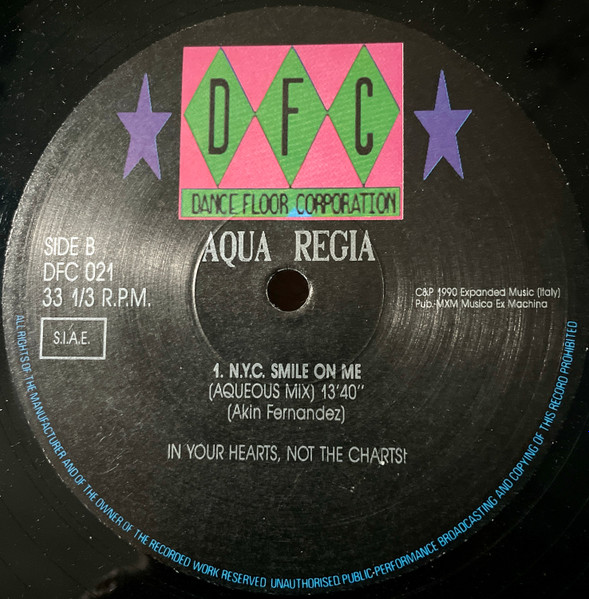 D F C
DANCE FLOOR CORPORATION
AQUA REGIA
SIDE B
DFC 021
33 1/3 R.P.M.
S.I.A.E.
C&P 1990 Expanded Music (Italy)
Pub. MXM Musica Ex Machina
1. N.Y.C. SMILE ON ME
(AQUEOUS MIX) 13'40"
(Akin Fernandez)
IN YOUR HEARTS, NOT THE CHARTS!
ALL RIGHTS OF THE MANUFACTURER AND OF THE OWNER OF THE RECORDED WORK RESERVED. UNAUTHORISED PUBLIC PERFORMANCE BROADCASTING AND COPYING OF THIS RECORD PROHIBITED